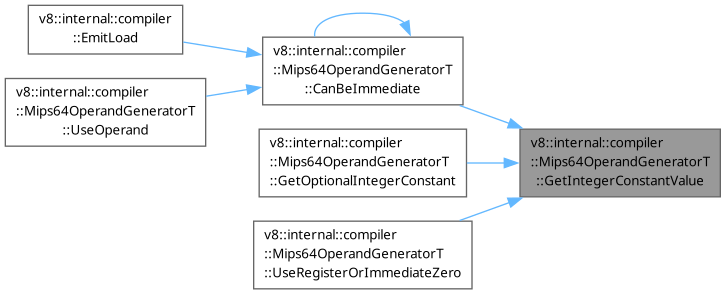 v8::internal::compiler
::EmitLoad
v8::internal::compiler
::Mips64OperandGeneratorT
::UseOperand
v8::internal::compiler
::Mips64OperandGeneratorT
::CanBeImmediate
v8::internal::compiler
::Mips64OperandGeneratorT
::GetOptionalIntegerConstant
v8::internal::compiler
::Mips64OperandGeneratorT
::UseRegisterOrImmediateZero
v8::internal::compiler
::Mips64OperandGeneratorT
::GetIntegerConstantValue